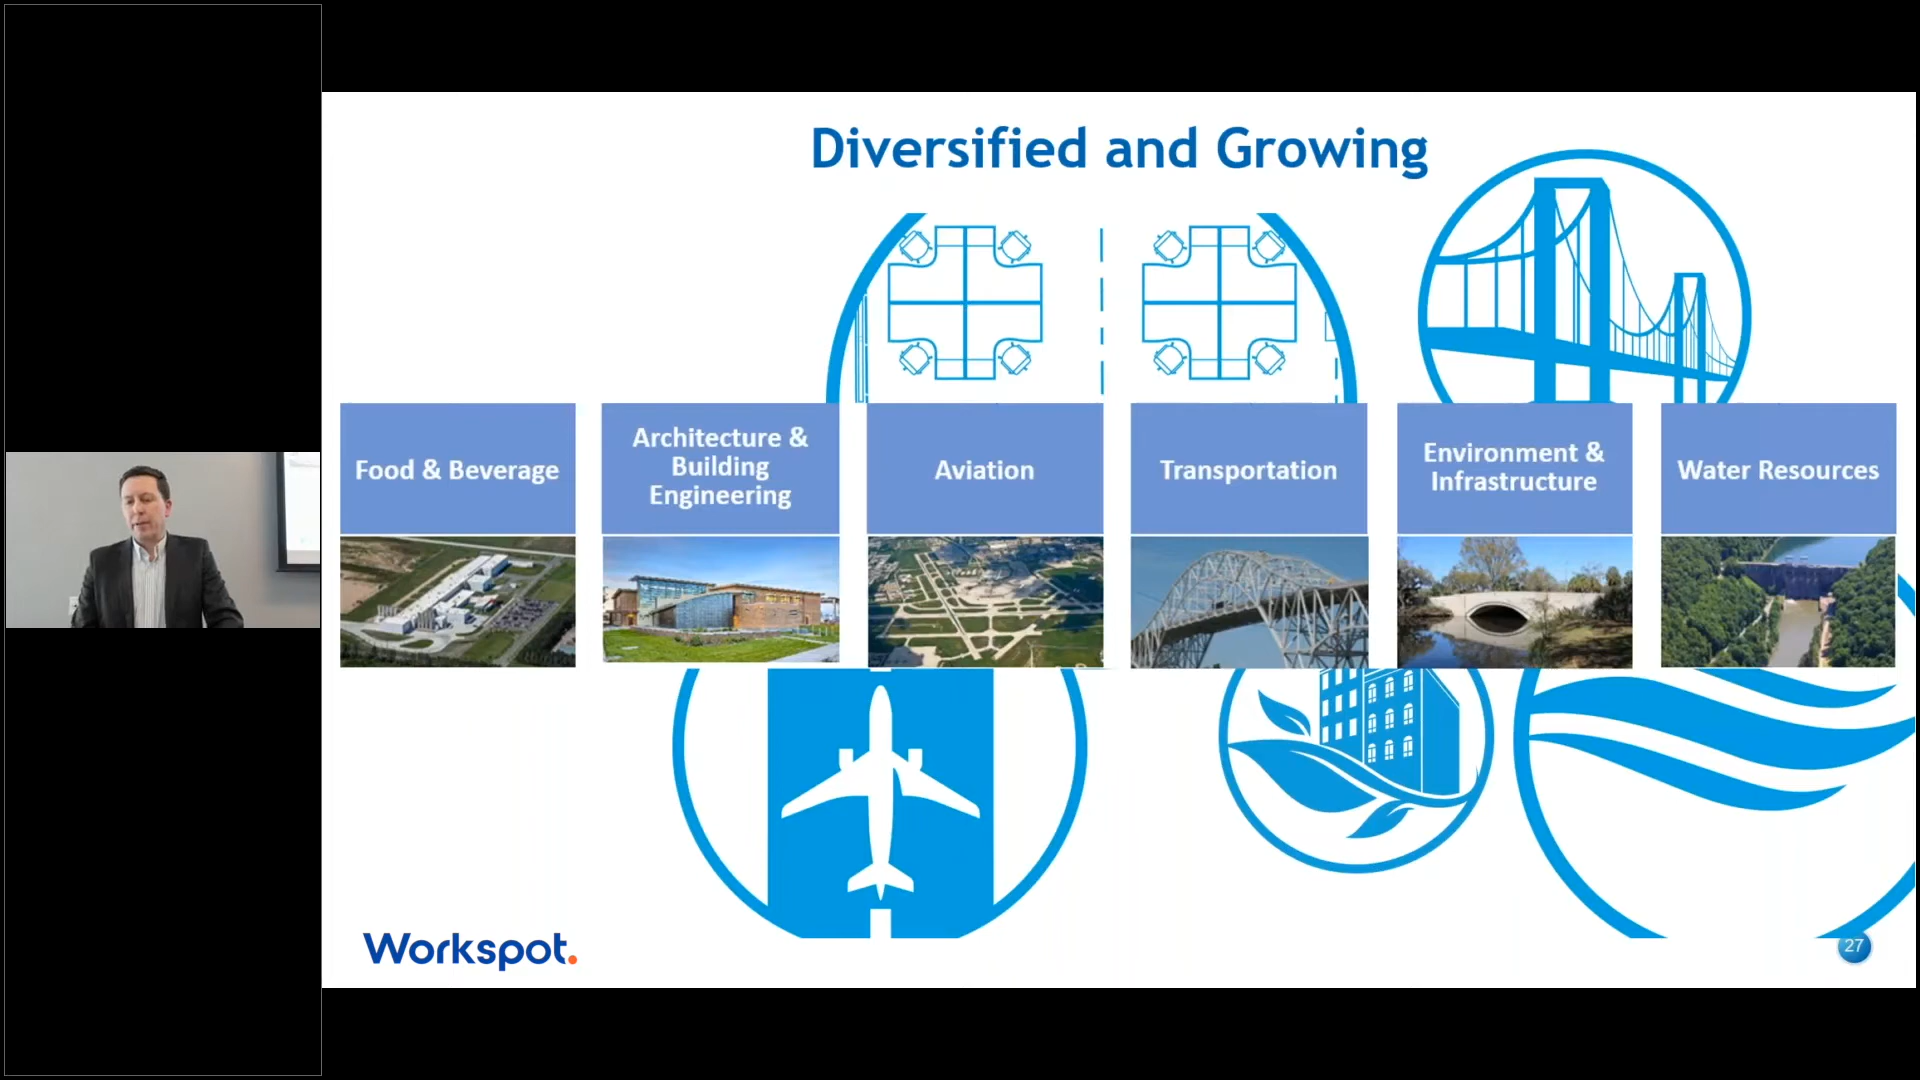 Diversified and Growing
Food & Beverage
Architecture &
Building
Engineering
Aviation
Transportation
Environment &
Infrastructure
Water Resources
Workspot.
27